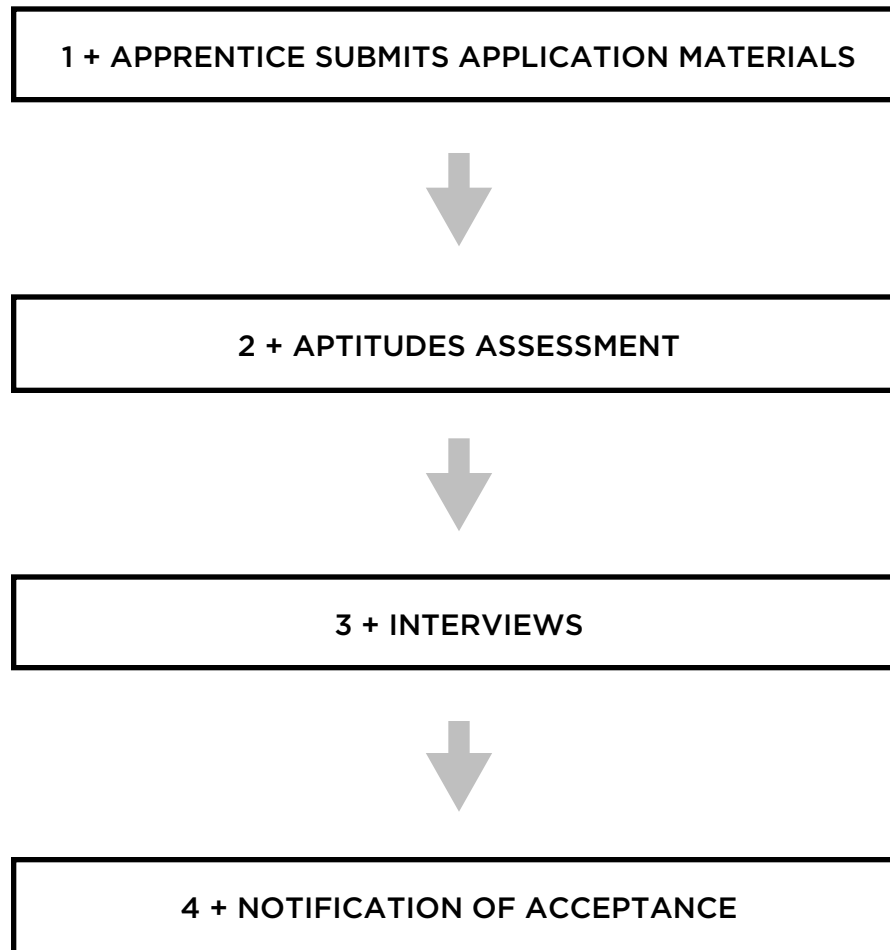 1 + APPRENTICE SUBMITS APPLICATION MATERIALS
2 + APTITUDES ASSESSMENT
3 + INTERVIEWS
4 + NOTIFICATION OF ACCEPTANCE